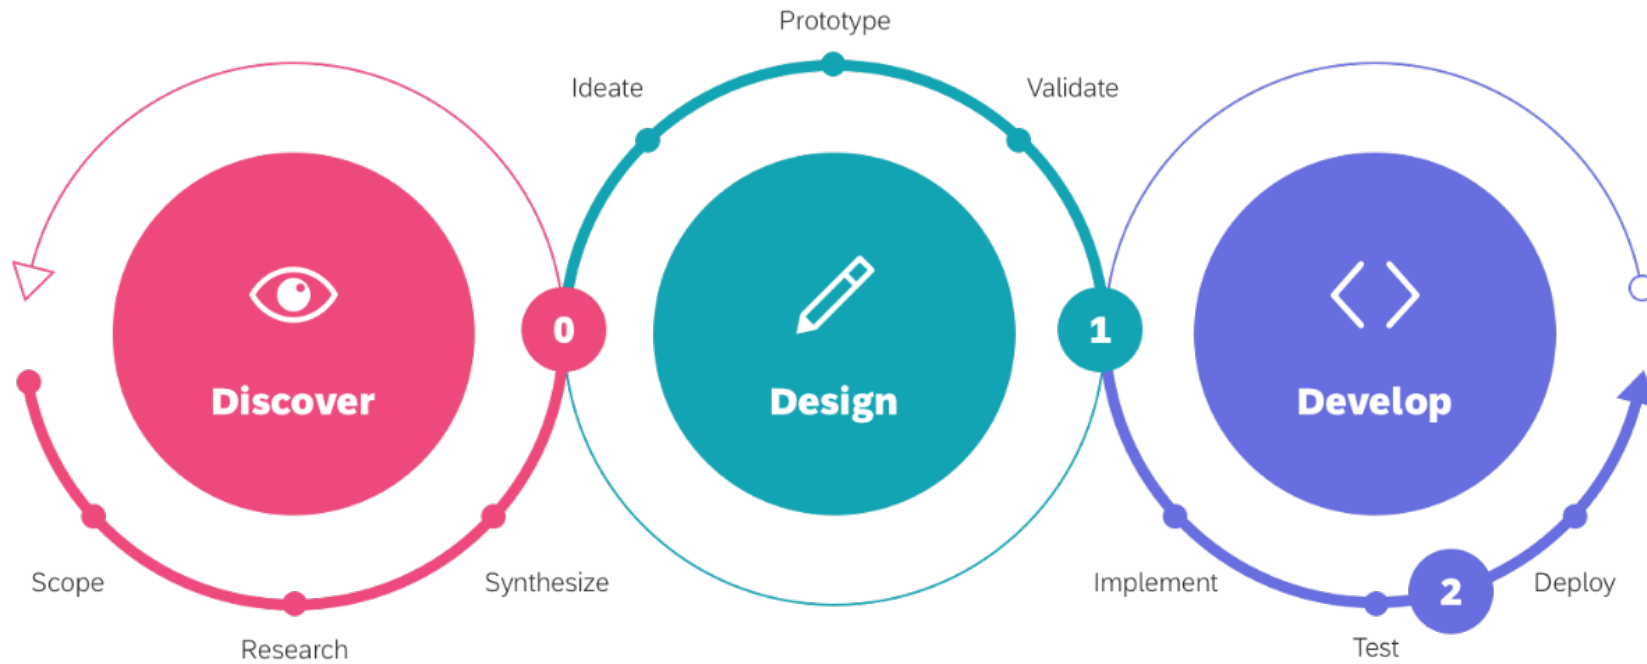 Prototype
Ideate
Validate
0
1
Discover
Design
Develop
Scope
Synthesize
Implement
2
Deploy
Research
Test